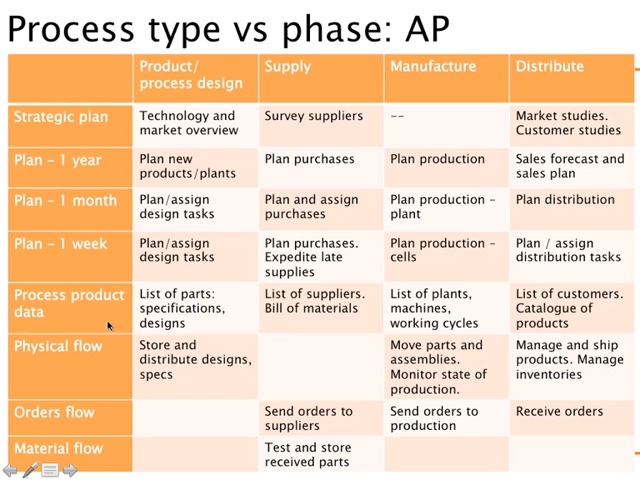 Process type vs phase: AP
Product/
process design
Supply
Manufacture
Distribute
Strategic plan
Technology and
market overview
Survey suppliers
--
Market studies.
Customer studies
Plan – 1 year
Plan new
products/plants
Plan purchases
Plan production
Sales forecast and
sales plan
Plan – 1 month
Plan/assign
design tasks
Plan and assign
purchases
Plan production –
plant
Plan distribution
Plan – 1 week
Plan/assign
design tasks
Plan purchases.
Expedite late
supplies
Plan production –
cells
Plan / assign
distribution tasks
Process product
data
List of parts:
specifications,
designs
List of suppliers.
Bill of materials
List of plants,
machines,
working cycles
List of customers.
Catalogue of
products
Physical flow
Store and
distribute designs,
specs
Move parts and
assemblies.
Monitor state of
production.
Manage and ship
products. Manage
inventories
Orders flow
Send orders to
suppliers
Send orders to
production
Receive orders
Material flow
Test and store
received parts